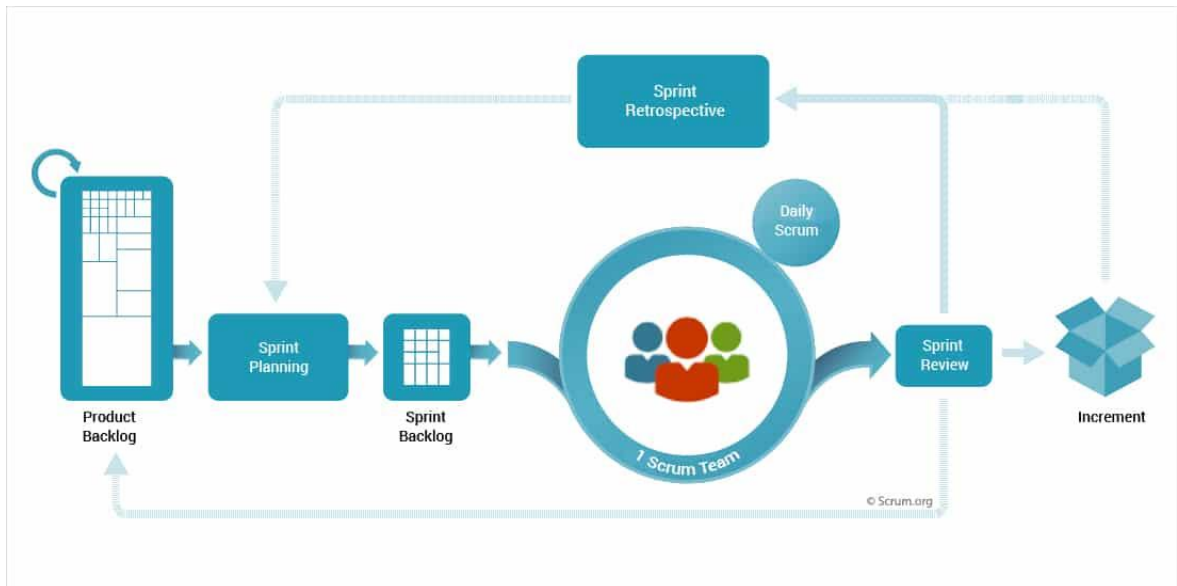 Sprint
Retrospective
Daily
Scrum
Sprint
Planning
Sprint
Review
Product
Backlog
Sprint
Backlog
1 Scrum Team
Increment
© Scrum.org